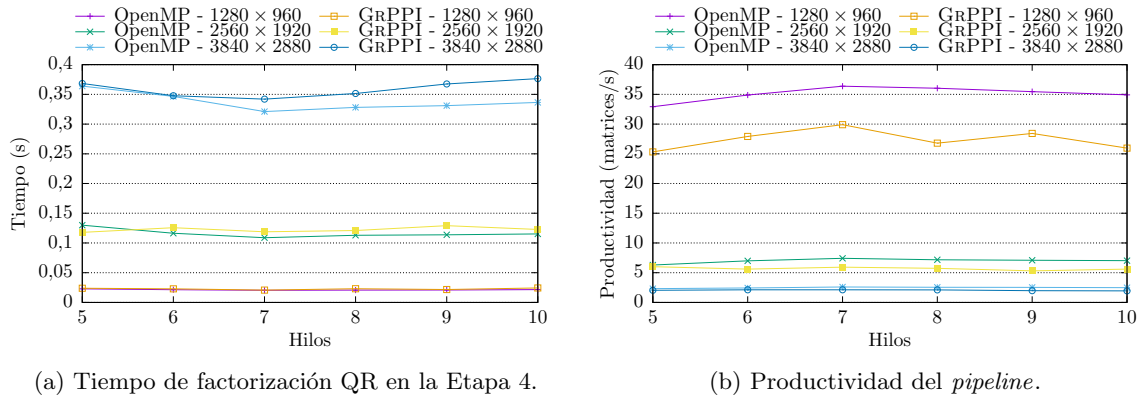 OpenMP - 1280 × 960
OpenMP - 2560 × 1920
OpenMP - 3840 × 2880
GRPPI - 1280 × 960
GRPPI - 2560 × 1920
GRPPI - 3840 × 2880
Tiempo (s)
0,4
0,35
0,3
0,25
0,2
0,15
0,1
0,05
0
5 6 7 8 9 10
Hilos
(a) Tiempo de factorización QR en la Etapa 4.
OpenMP - 1280 × 960
OpenMP - 2560 × 1920
OpenMP - 3840 × 2880
GRPPI - 1280 × 960
GRPPI - 2560 × 1920
GRPPI - 3840 × 2880
Productividad (matrices/s)
40
35
30
25
20
15
10
5
0
5 6 7 8 9 10
Hilos
(b) Productividad del pipeline.